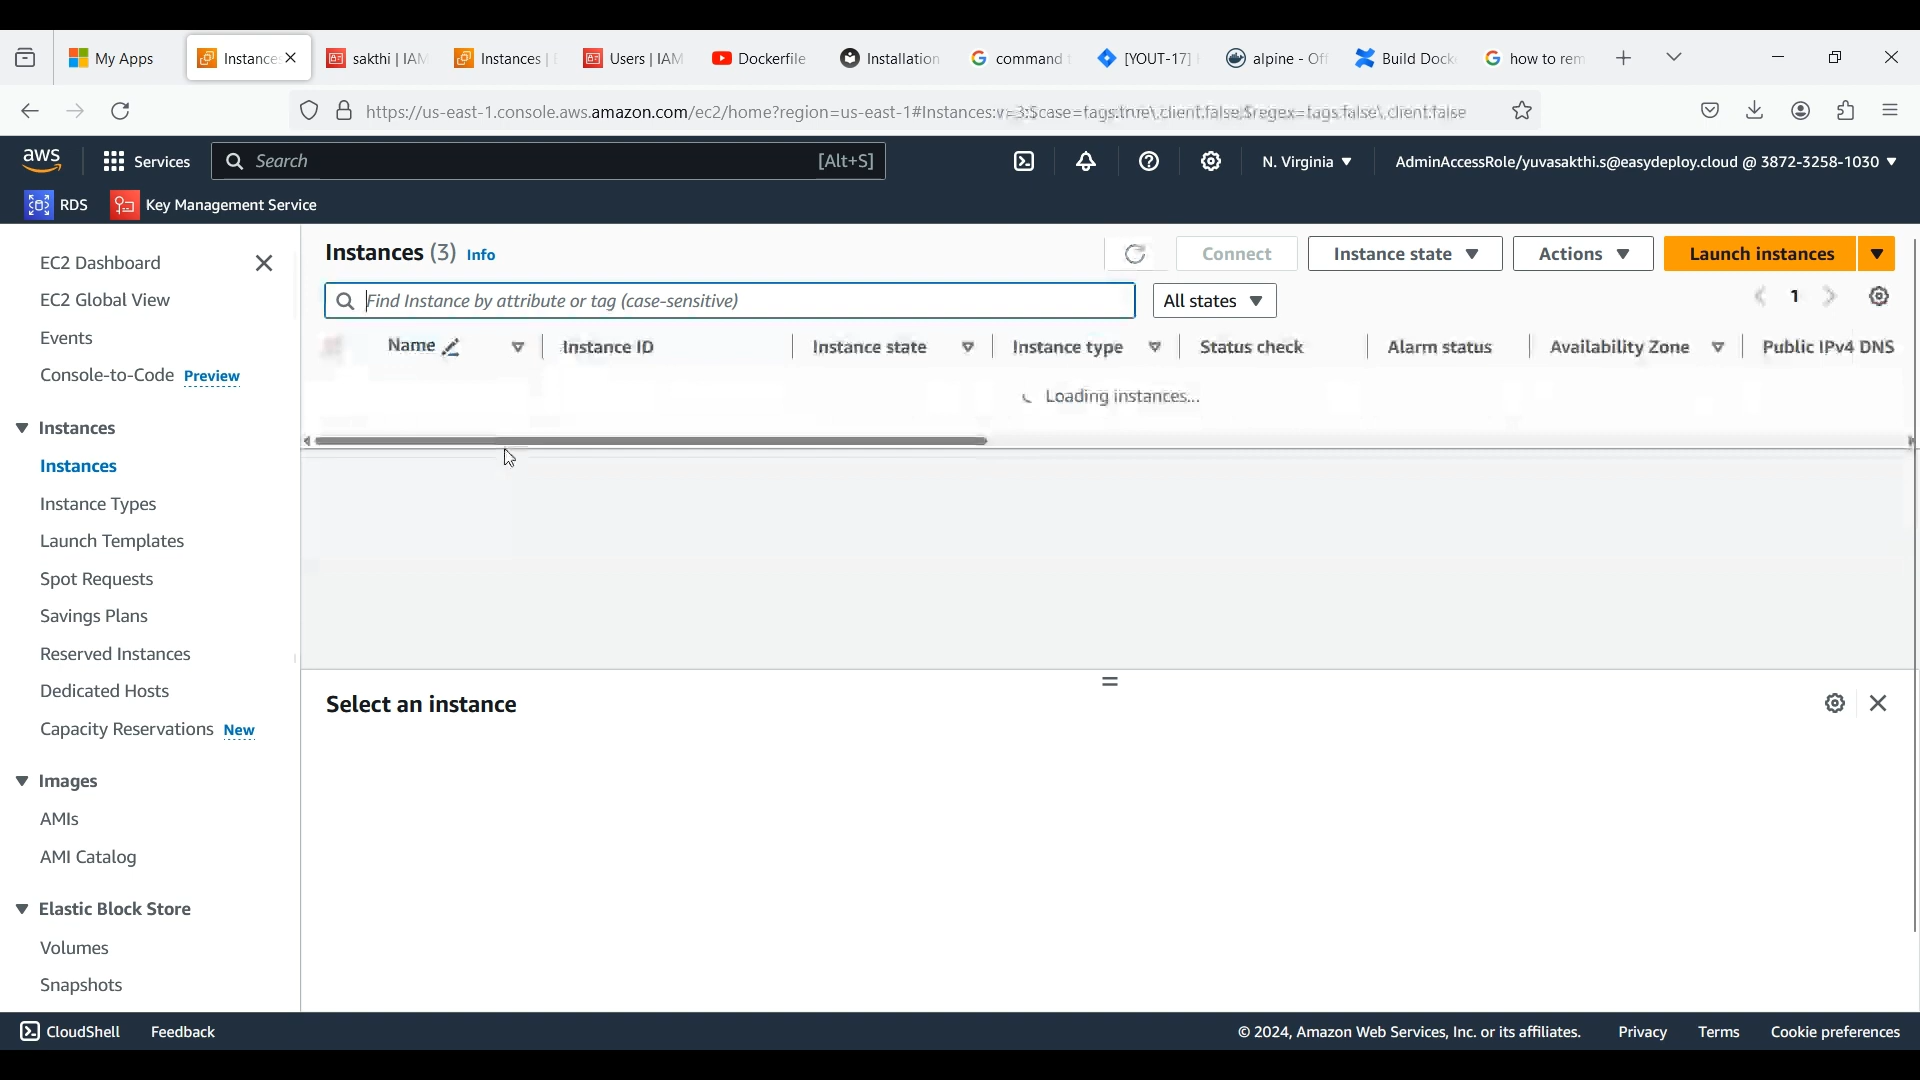 My Apps
Instance
sakthi | IAM
Instances |
Users | IAM
Dockerfile
Installation
command
[YOUT-17]
alpine - Off
Build Dock
how to rem
https://us-east-1.console.aws.amazon.com/ec2/home?region=us-east-1#Instances:v=3;$case=tags:true\,client:false;$regex=tags:false\,client:false
aws
Services
Search
[Alt+S]
N. Virginia
AdminAccessRole/yuvasakthi.s@easydeploy.cloud @ 3872-3258-1030
RDS
Key Management Service
EC2 Dashboard
EC2 Global View
Events
Console-to-Code Preview
Instances
Instances
Instance Types
Launch Templates
Spot Requests
Savings Plans
Reserved Instances
Dedicated Hosts
Capacity Reservations New
Images
AMIs
AMI Catalog
Elastic Block Store
Volumes
Snapshots
Instances (3) Info
Connect
Instance state
Actions
Launch instances
Find Instance by attribute or tag (case-sensitive)
All states
1
Name
Instance ID
Instance state
Instance type
Status check
Alarm status
Availability Zone
Public IPv4 DNS
Loading instances...
Select an instance
CloudShell
Feedback
© 2024, Amazon Web Services, Inc. or its affiliates.
Privacy
Terms
Cookie preferences